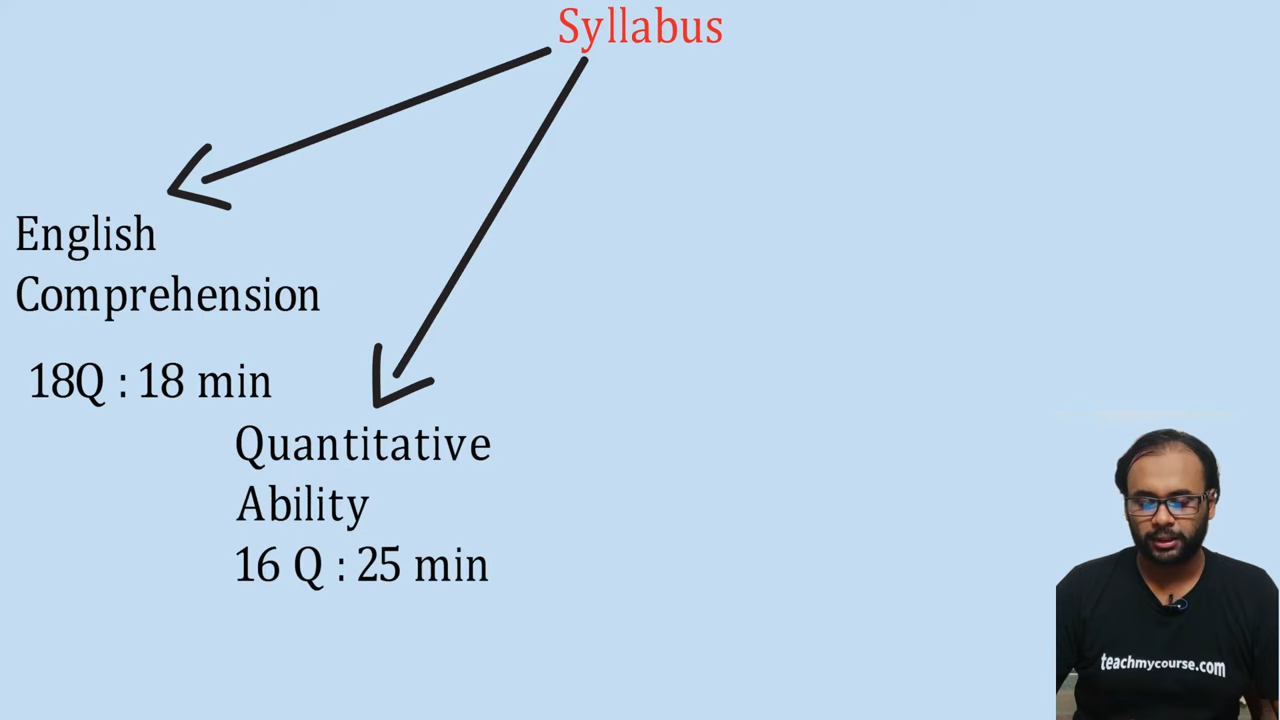 Syllabus
English
Comprehension
18Q : 18 min
Quantitative
Ability
16 Q : 25 min
teachmycourse.com